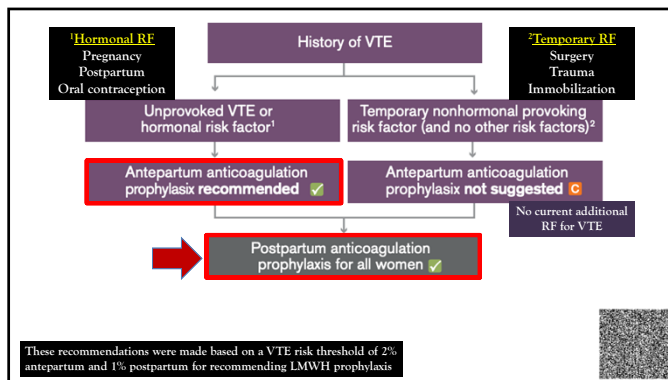 ¹Hormonal RF
Pregnancy
Postpartum
Oral contraception
History of VTE
²Temporary RF
Surgery
Trauma
Immobilization
Unprovoked VTE or
hormonal risk factor¹
Temporary nonhormonal provoking
risk factor (and no other risk factors)²
Antepartum anticoagulation
prophylasix recommended ✅
Antepartum anticoagulation
prophylasix not suggested C
No current additional
RF for VTE
Postpartum anticoagulation
prophylaxis for all women ✅
These recommendations were made based on a VTE risk threshold of 2%
antepartum and 1% postpartum for recommending LMWH prophylaxis